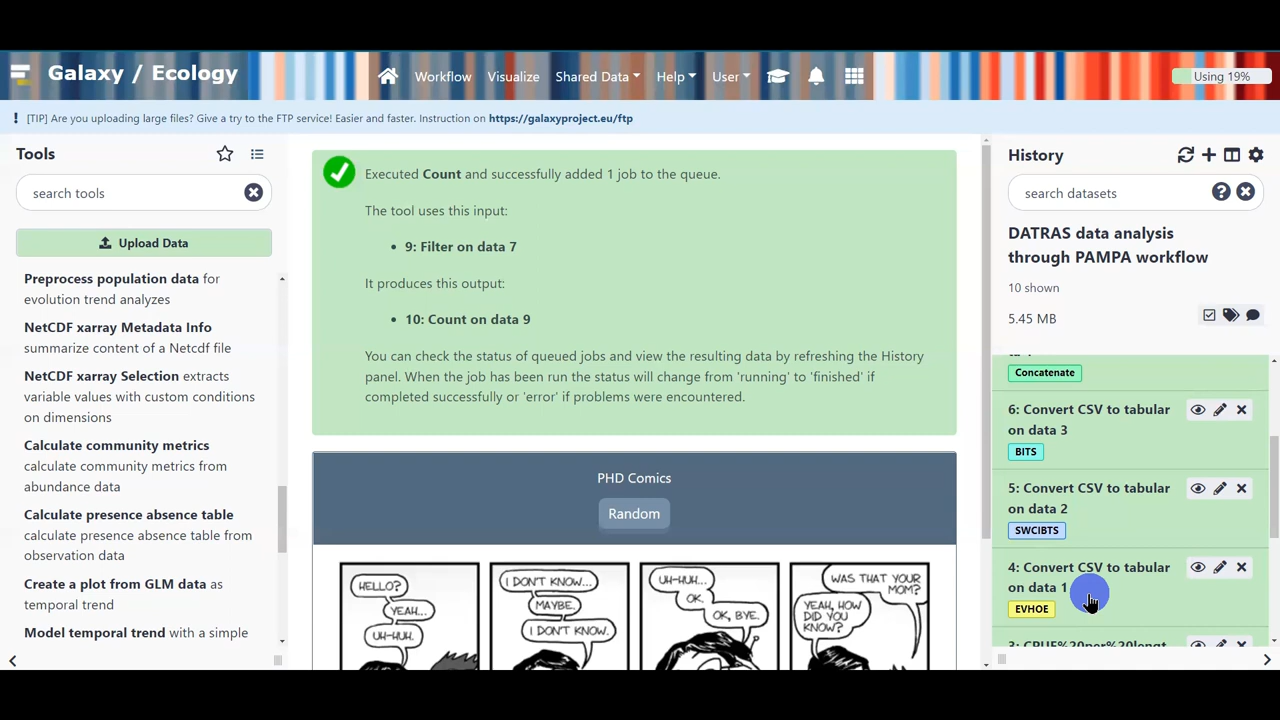 Galaxy / Ecology
Workflow
Visualize
Shared Data
Help
User
Using 19%
! [TIP] Are you uploading large files? Give a try to the FTP service! Easier and faster. Instruction on https://galaxyproject.eu/ftp
Tools
search tools
Upload Data
Preprocess population data for
evolution trend analyzes
NetCDF xarray Metadata Info
summarize content of a Netcdf file
NetCDF xarray Selection extracts
variable values with custom conditions
on dimensions
Calculate community metrics
calculate community metrics from
abundance data
Calculate presence absence table
calculate presence absence table from
observation data
Create a plot from GLM data as
temporal trend
Model temporal trend with a simple
Executed Count and successfully added 1 job to the queue.
The tool uses this input:
• 9: Filter on data 7
It produces this output:
• 10: Count on data 9
You can check the status of queued jobs and view the resulting data by refreshing the History
panel. When the job has been run the status will change from 'running' to 'finished' if
completed successfully or 'error' if problems were encountered.
PHD Comics
Random
HELLO?
YEAH...
UH-HUH.
I DON'T KNOW...
MAYBE.
I DON'T KNOW.
UH-HUH...
OK.
OK, BYE.
WAS THAT YOUR
MOM?
YEAH, HOW
DID YOU
KNOW?
History
search datasets
DATRAS data analysis
through PAMPA workflow
10 shown
5.45 MB
Concatenate
6: Convert CSV to tabular
on data 3
BITS
5: Convert CSV to tabular
on data 2
SWCIBTS
4: Convert CSV to tabular
on data 1
EVHOE
3: CPUE%20per%20lengt